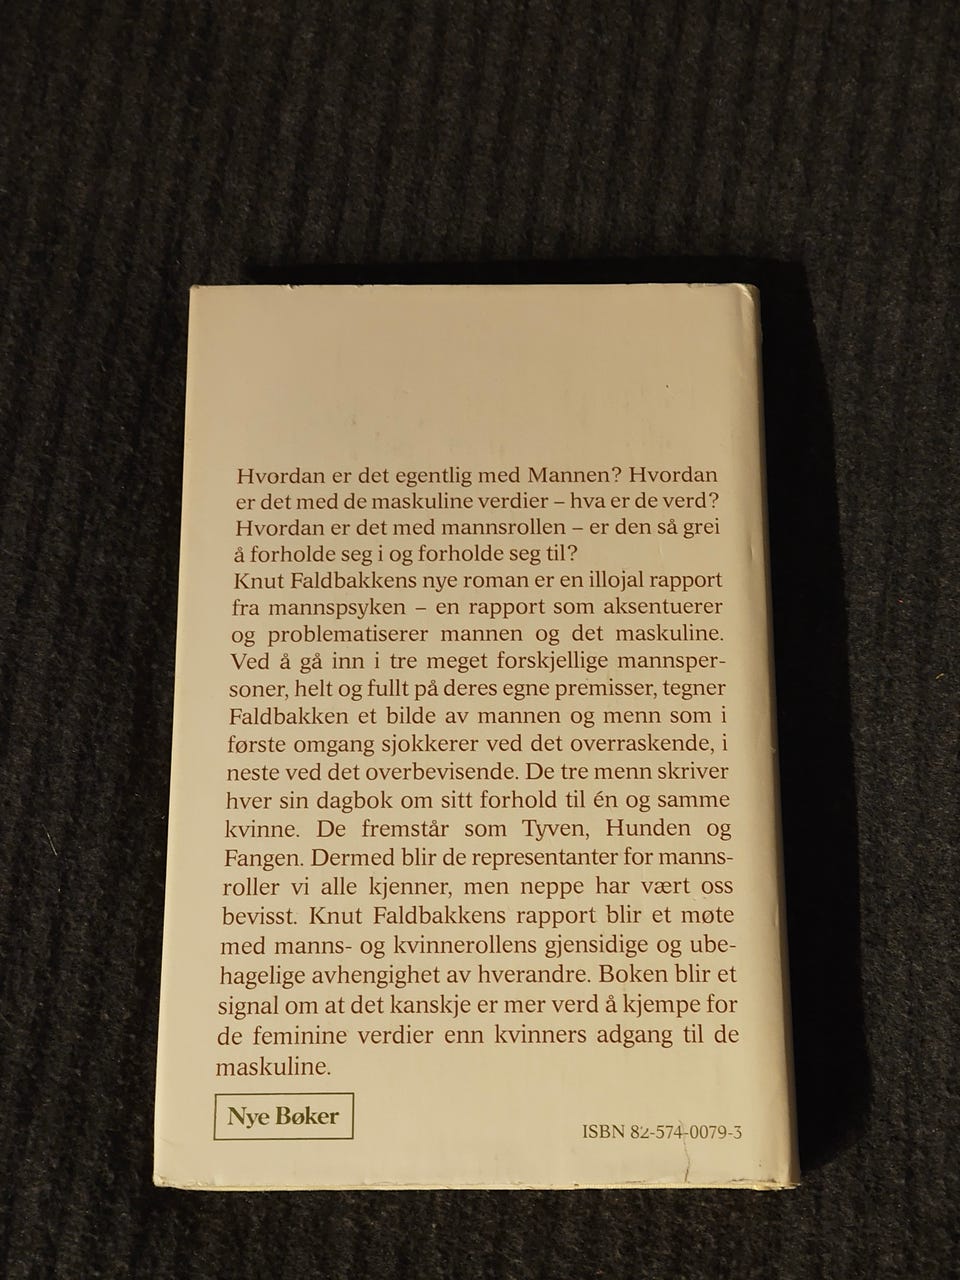 Hvordan er det egentlig med Mannen? Hvordan
er det med de maskuline verdier – hva er de verd?
Hvordan er det med mannsrollen – er den så grei
å forholde seg i og forholde seg til?
Knut Faldbakkens nye roman er en illojal rapport
fra mannspsyken – en rapport som aksentuerer
og problematiserer mannen og det maskuline.
Ved å gå inn i tre meget forskjellige mannsper-
soner, helt og fullt på deres egne premisser, tegner
Faldbakken et bilde av mannen og menn som i
første omgang sjokkerer ved det overraskende, i
neste ved det overbevisende. De tre menn skriver
hver sin dagbok om sitt forhold til én og samme
kvinne. De fremstår som Tyven, Hunden og
Fangen. Dermed blir de representanter for manns-
roller vi alle kjenner, men neppe har vært oss
bevisst. Knut Faldbakkens rapport blir et møte
med manns- og kvinnerollens gjensidige og ube-
hagelige avhengighet av hverandre. Boken blir et
signal om at det kanskje er mer verd å kjempe for
de feminine verdier enn kvinners adgang til de
maskuline.
Nye Bøker
ISBN 82-574-0079-3